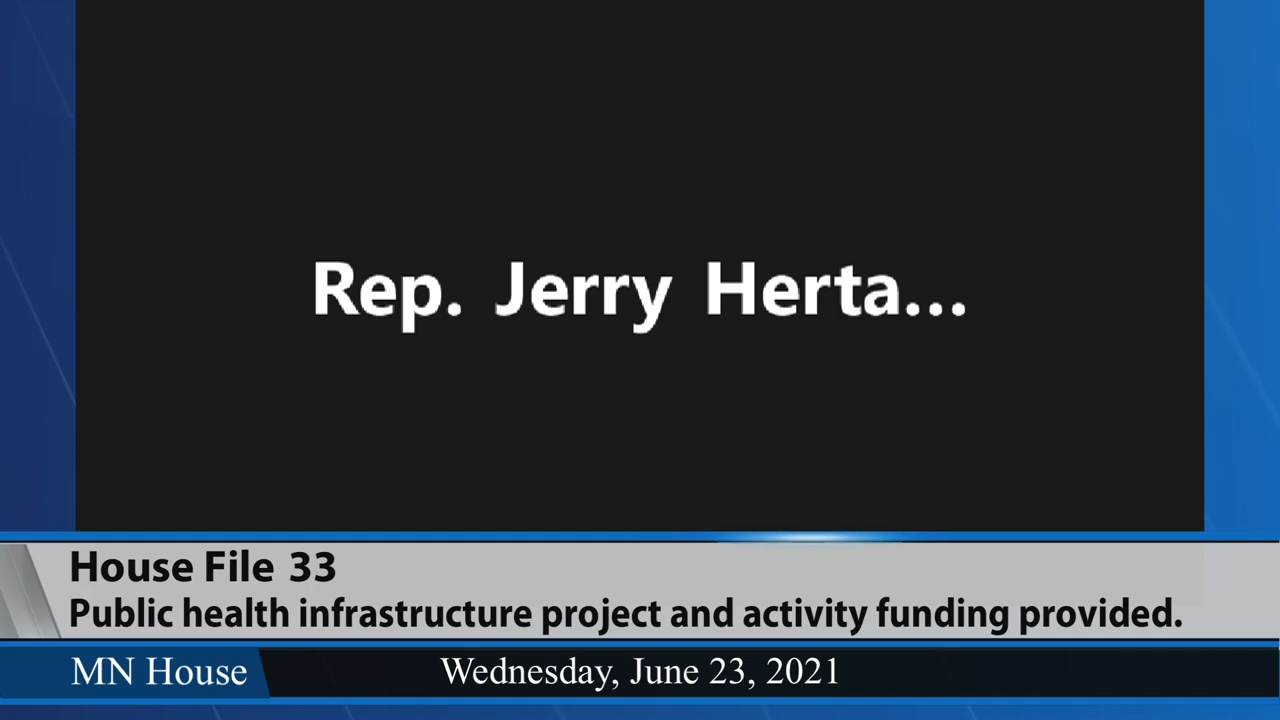 Rep. Jerry Herta...
House File 33
Public health infrastructure project and activity funding provided.
MN House
Wednesday, June 23, 2021